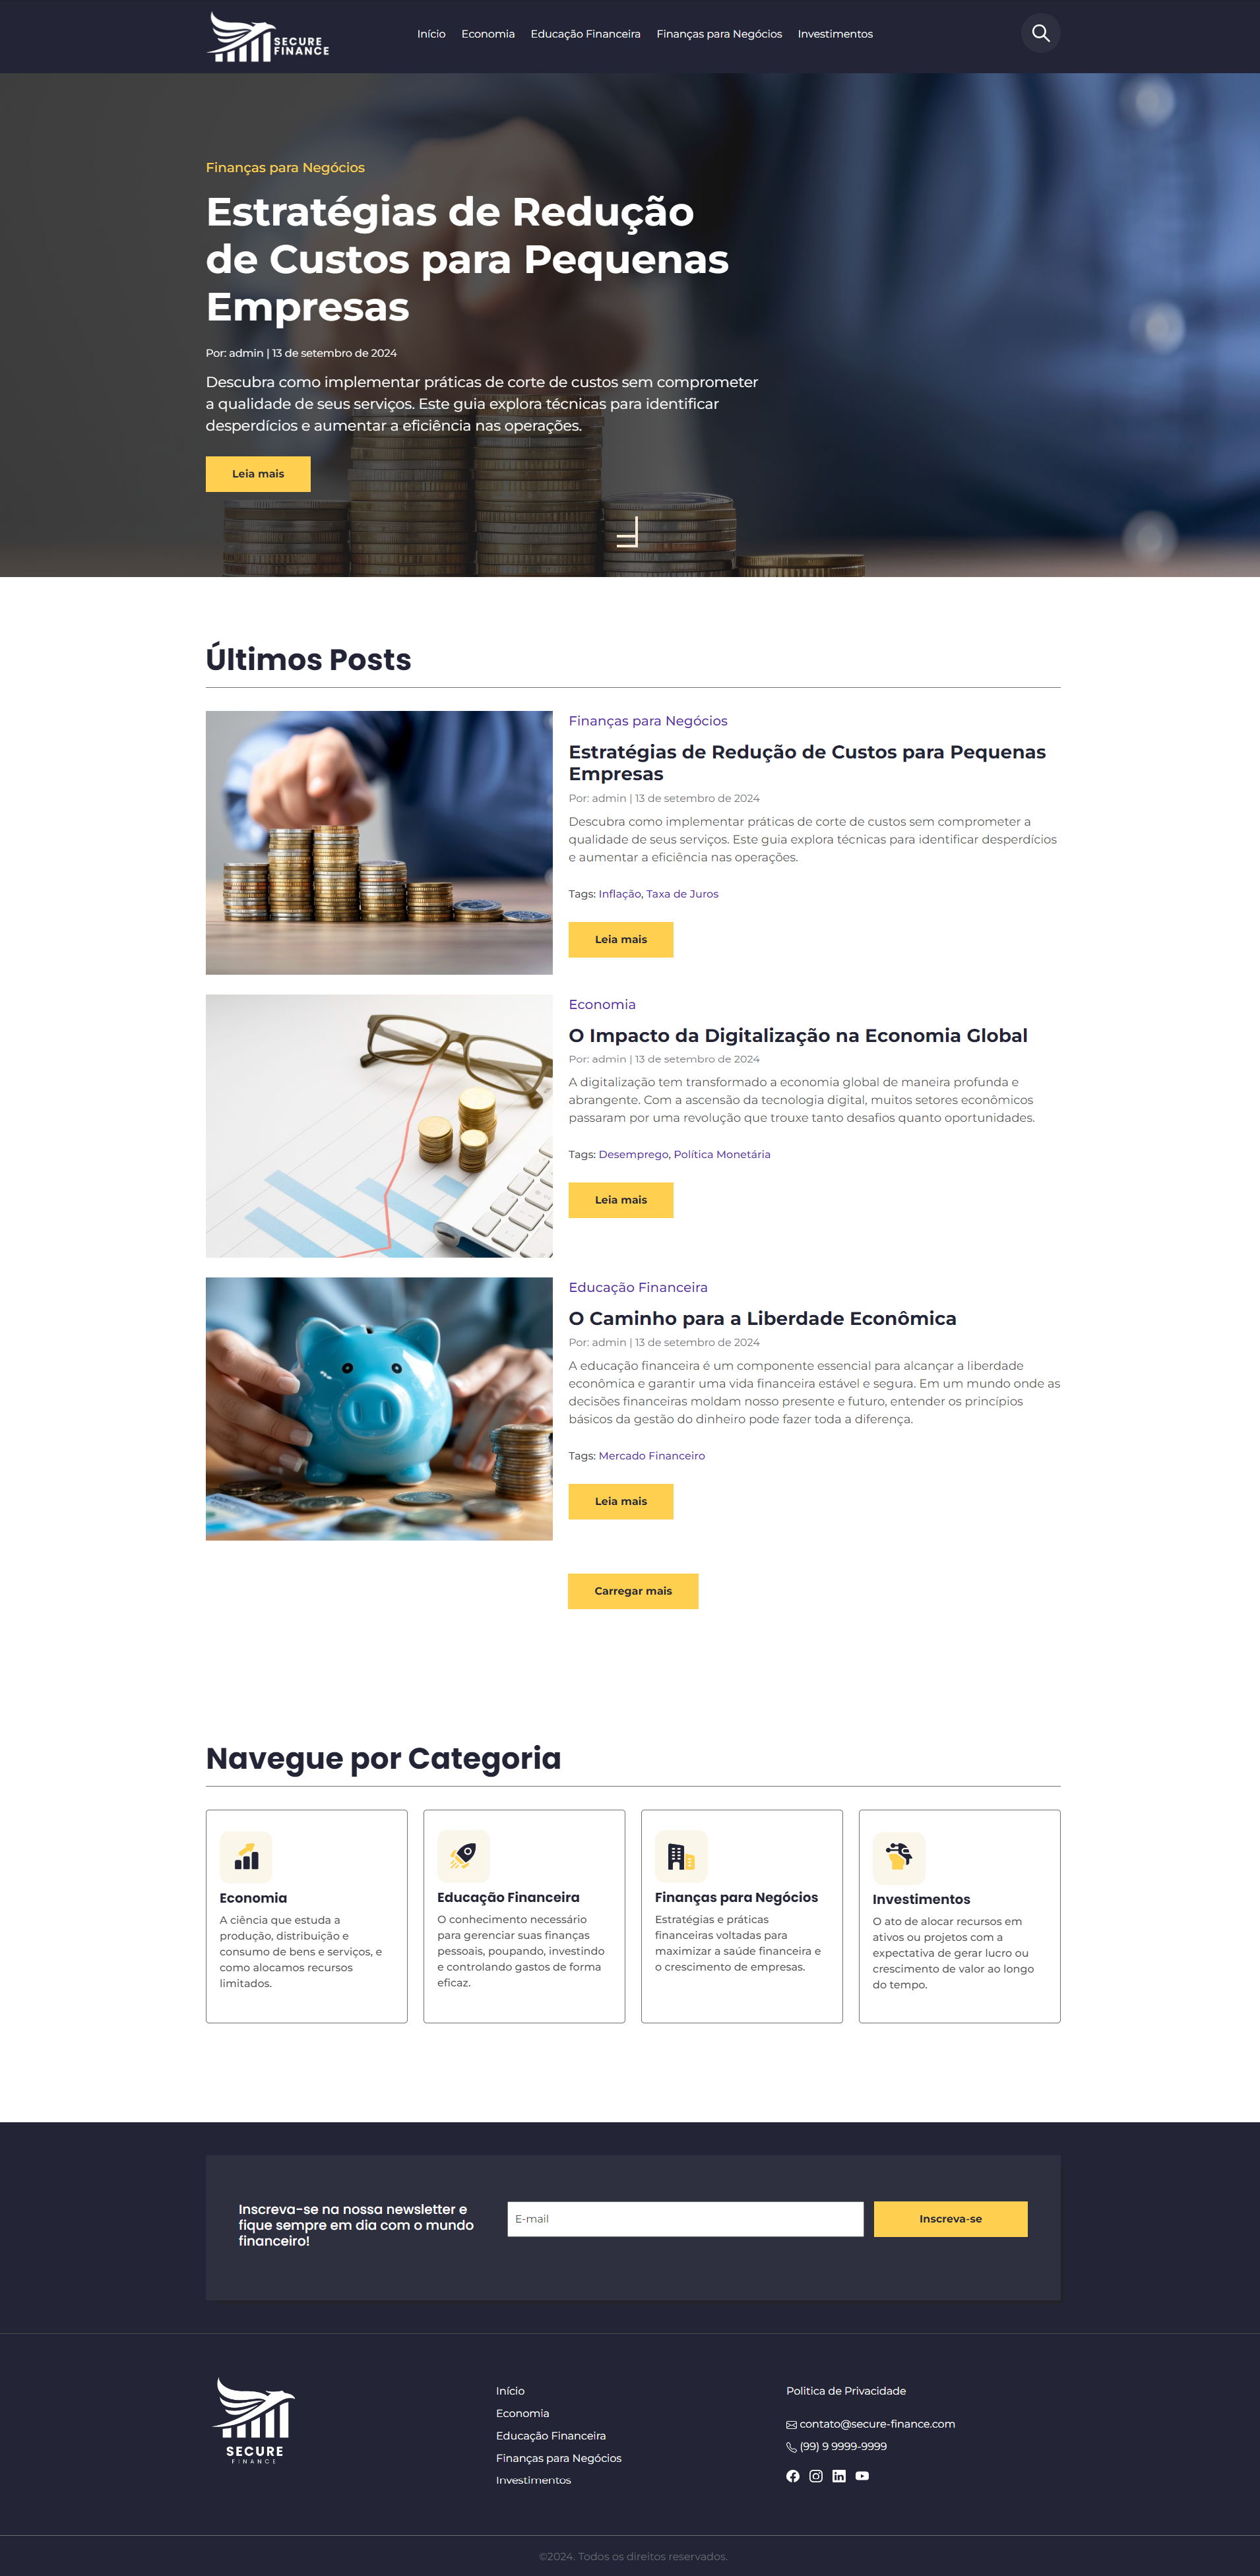 SECURE
FINANCE
Início
Economia
Educação Financeira
Finanças para Negócios
Investimentos
Finanças para Negócios
Estratégias de Redução
de Custos para Pequenas
Empresas
Por: admin | 13 de setembro de 2024
Descubra como implementar práticas de corte de custos sem comprometer
a qualidade de seus serviços. Este guia explora técnicas para identificar
desperdícios e aumentar a eficiência nas operações.
Leia mais
Últimos Posts
Finanças para Negócios
Estratégias de Redução de Custos para Pequenas
Empresas
Por: admin | 13 de setembro de 2024
Descubra como implementar práticas de corte de custos sem comprometer a
qualidade de seus serviços. Este guia explora técnicas para identificar desperdícios
e aumentar a eficiência nas operações.
Tags: Inflação, Taxa de Juros
Leia mais
Economia
O Impacto da Digitalização na Economia Global
Por: admin | 13 de setembro de 2024
A digitalização tem transformado a economia global de maneira profunda e
abrangente. Com a ascensão da tecnologia digital, muitos setores econômicos
passaram por uma revolução que trouxe tanto desafios quanto oportunidades.
Tags: Desemprego, Política Monetária
Leia mais
Educação Financeira
O Caminho para a Liberdade Econômica
Por: admin | 13 de setembro de 2024
A educação financeira é um componente essencial para alcançar a liberdade
econômica e garantir uma vida financeira estável e segura. Em um mundo onde as
decisões financeiras moldam nosso presente e futuro, entender os princípios
básicos da gestão do dinheiro pode fazer toda a diferença.
Tags: Mercado Financeiro
Leia mais
Carregar mais
Navegue por Categoria
Economia
A ciência que estuda a
produção, distribuição e
consumo de bens e serviços, e
como alocamos recursos
limitados.
Educação Financeira
O conhecimento necessário
para gerenciar suas finanças
pessoais, poupando, investindo
e controlando gastos de forma
eficaz.
Finanças para Negócios
Estratégias e práticas
financeiras voltadas para
maximizar a saúde financeira e
o crescimento de empresas.
Investimentos
O ato de alocar recursos em
ativos ou projetos com a
expectativa de gerar lucro ou
crescimento de valor ao longo
do tempo.
Inscreva-se na nossa newsletter e
fique sempre em dia com o mundo
financeiro!
E-mail
Inscreva-se
SECURE
FINANCE
Início
Economia
Educação Financeira
Finanças para Negócios
Investimentos
Politica de Privacidade
contato@secure-finance.com
(99) 9 9999-9999
©2024. Todos os direitos reservados.